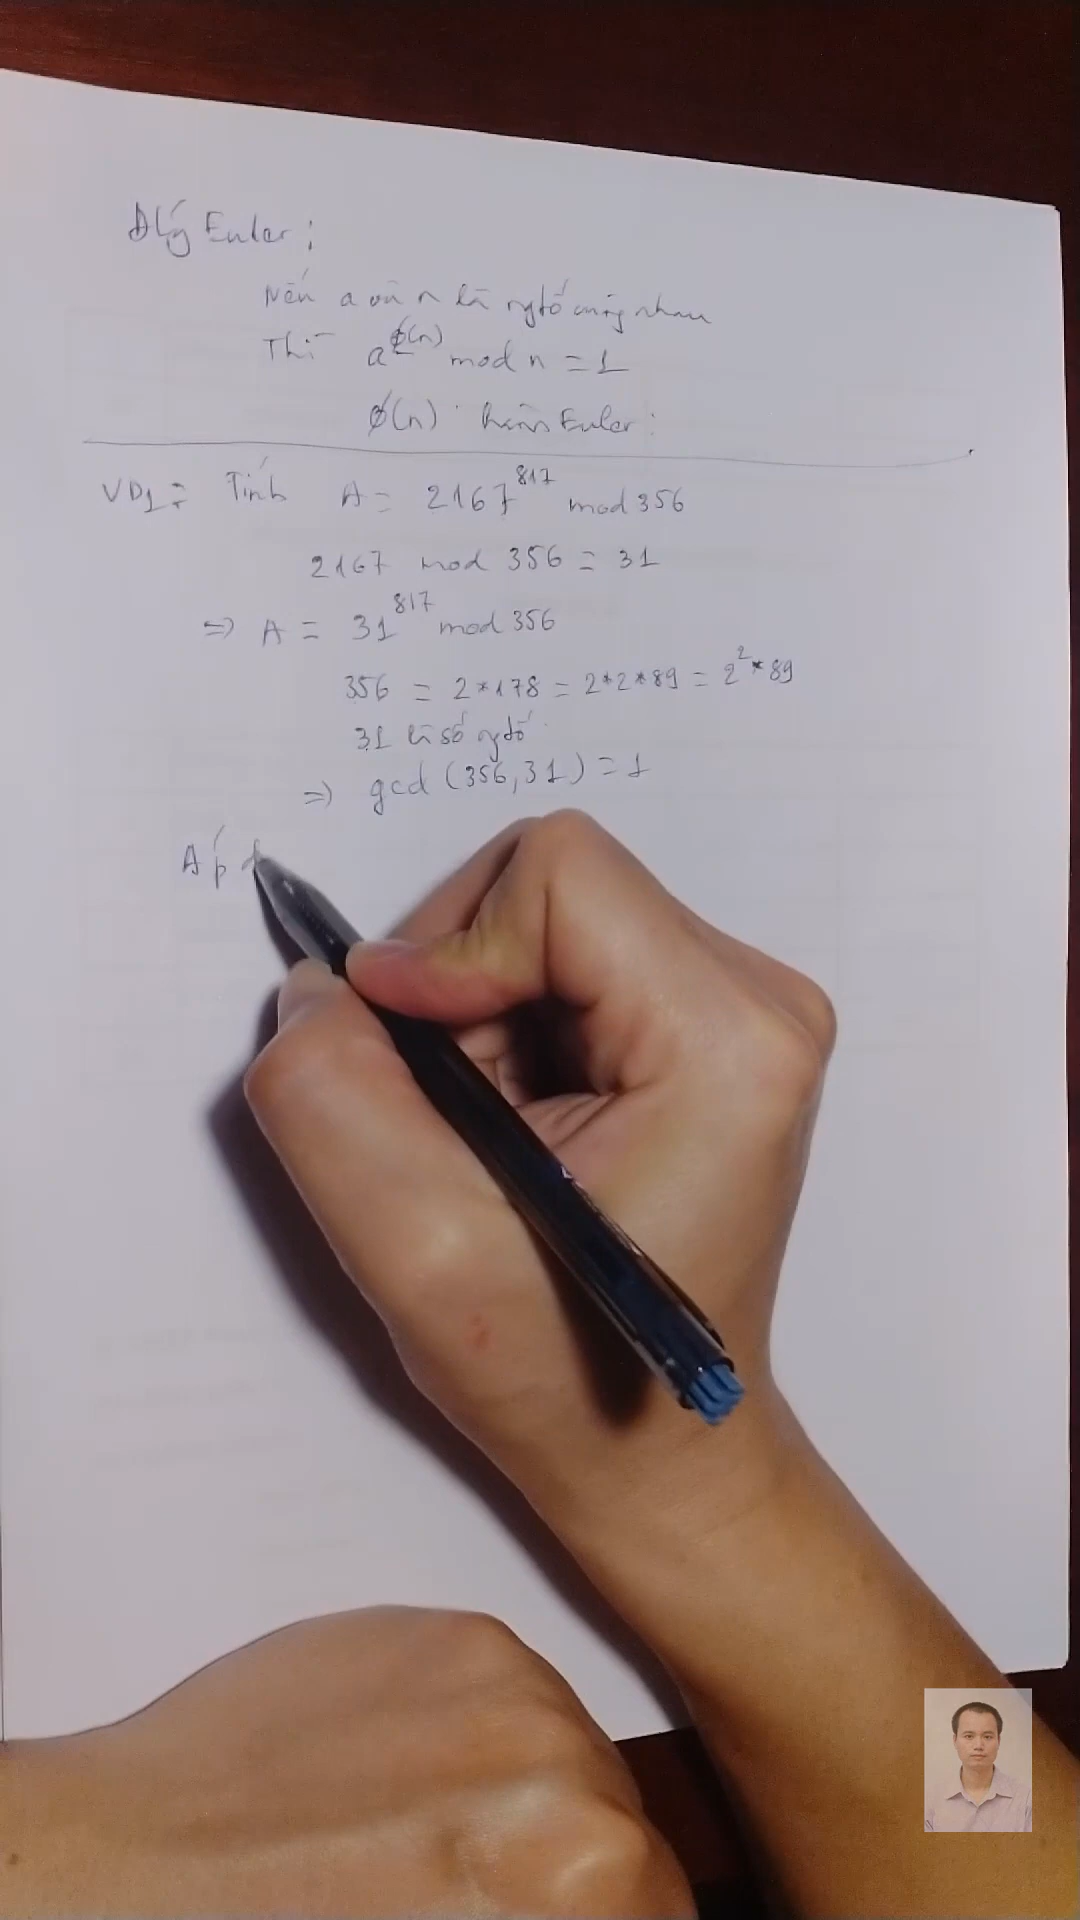 Đlý Euler:
Nếu a và n là ngtố cùng nhau
Thì a^ϕ(n) mod n = 1
ϕ(n): hàm Euler:
VD1: Tính A = 2167^817 mod 356
2167 mod 356 = 31
=> A = 31^817 mod 356
356 = 2*178 = 2*2*89 = 2^2*89
31 là số ngtố
=> gcd (356,31) = 1
Áp d